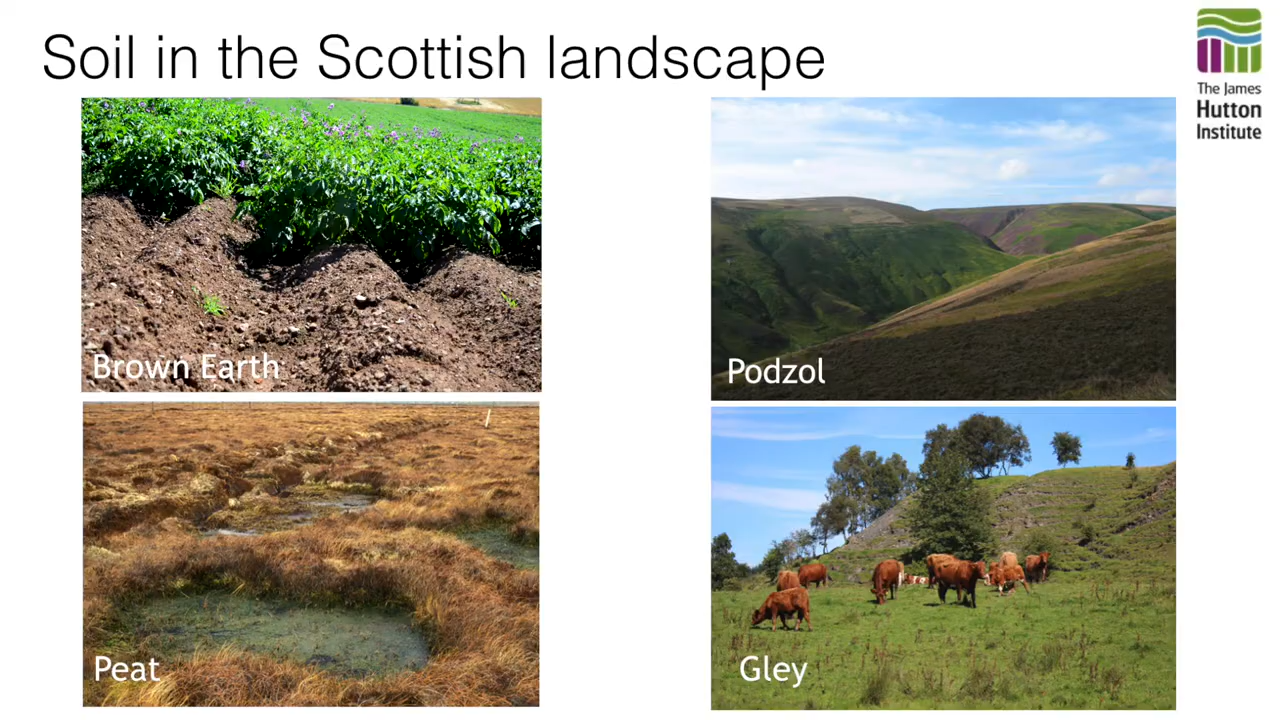 Soil in the Scottish landscape
The James
Hutton
Institute
Brown Earth
Podzol
Peat
Gley